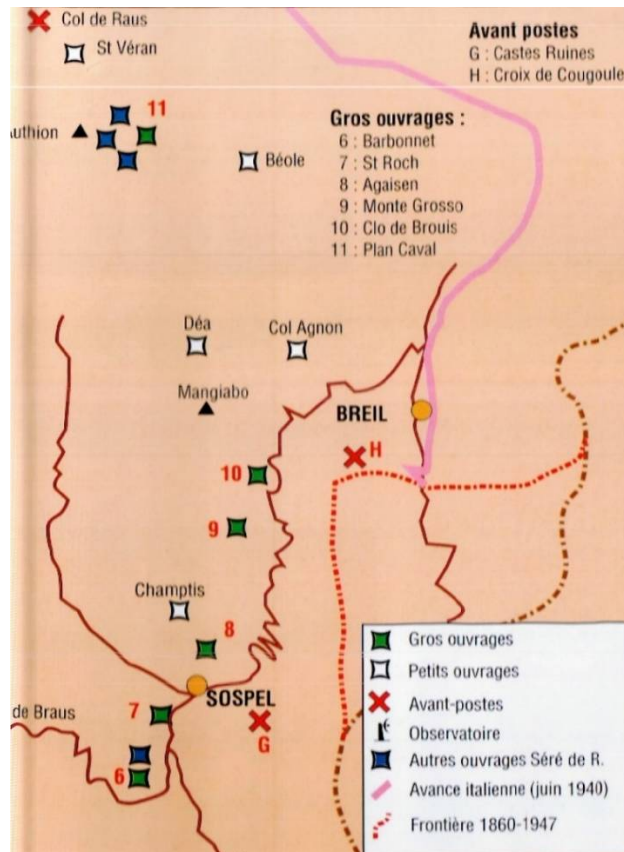 Col de Raus
St Véran
Avant postes
G : Castes Ruines
H : Croix de Cougoule
11
Gros ouvrages :
6 : Barbonnet
7 : St Roch
8 : Agaisen
9 : Monte Grosso
10 : Clo de Brouis
11 : Plan Caval
uthion
Béole
Déa
Col Agnon
Mangiabo
BREIL
H
10
9
Champtis
8
SOSPEL
7
de Braus
G
6
Gros ouvrages
Petits ouvrages
Avant-postes
Observatoire
Autres ouvrages Séré de R.
Avance italienne (juin 1940)
Frontière 1860-1947